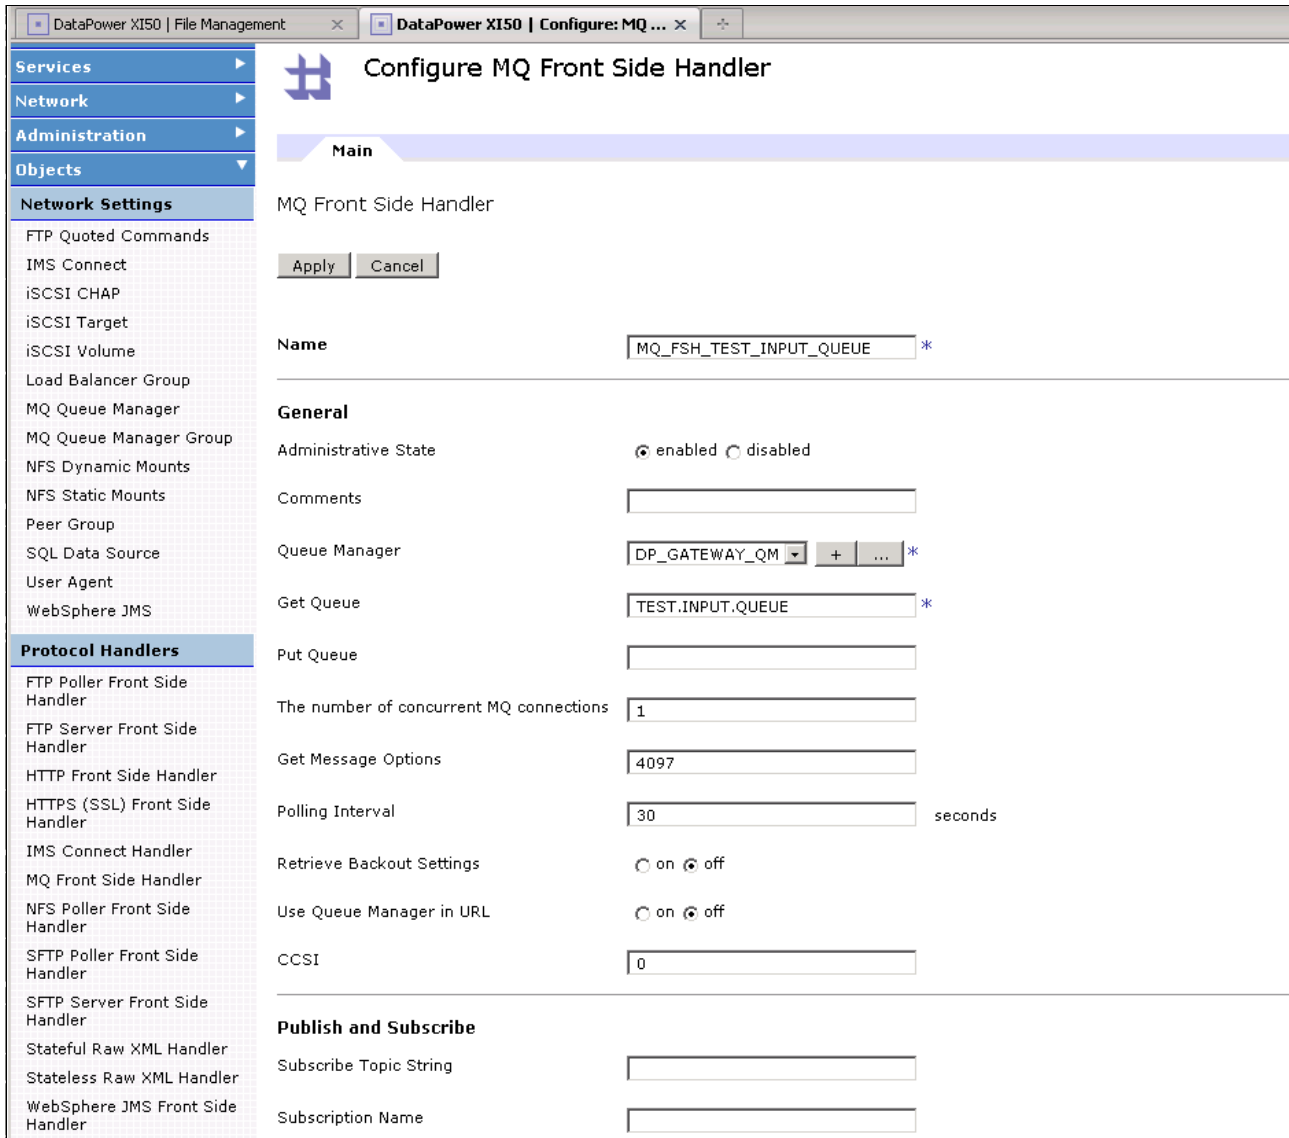 DataPower XI50 | File Management
DataPower XI50 | Configure: MQ ...
Services
Network
Administration
Objects
Network Settings
FTP Quoted Commands
IMS Connect
iSCSI CHAP
iSCSI Target
iSCSI Volume
Load Balancer Group
MQ Queue Manager
MQ Queue Manager Group
NFS Dynamic Mounts
NFS Static Mounts
Peer Group
SQL Data Source
User Agent
WebSphere JMS
Protocol Handlers
FTP Poller Front Side
Handler
FTP Server Front Side
Handler
HTTP Front Side Handler
HTTPS (SSL) Front Side
Handler
IMS Connect Handler
MQ Front Side Handler
NFS Poller Front Side
Handler
SFTP Poller Front Side
Handler
SFTP Server Front Side
Handler
Stateful Raw XML Handler
Stateless Raw XML Handler
WebSphere JMS Front Side
Handler
Configure MQ Front Side Handler
Main
MQ Front Side Handler
Apply Cancel
Name MQ_FSH_TEST_INPUT_QUEUE *
General
Administrative State enabled disabled
Comments
Queue Manager DP_GATEWAY_QM + ... *
Get Queue TEST.INPUT.QUEUE *
Put Queue
The number of concurrent MQ connections 1
Get Message Options 4097
Polling Interval 30 seconds
Retrieve Backout Settings on off
Use Queue Manager in URL on off
CCSI 0
Publish and Subscribe
Subscribe Topic String
Subscription Name